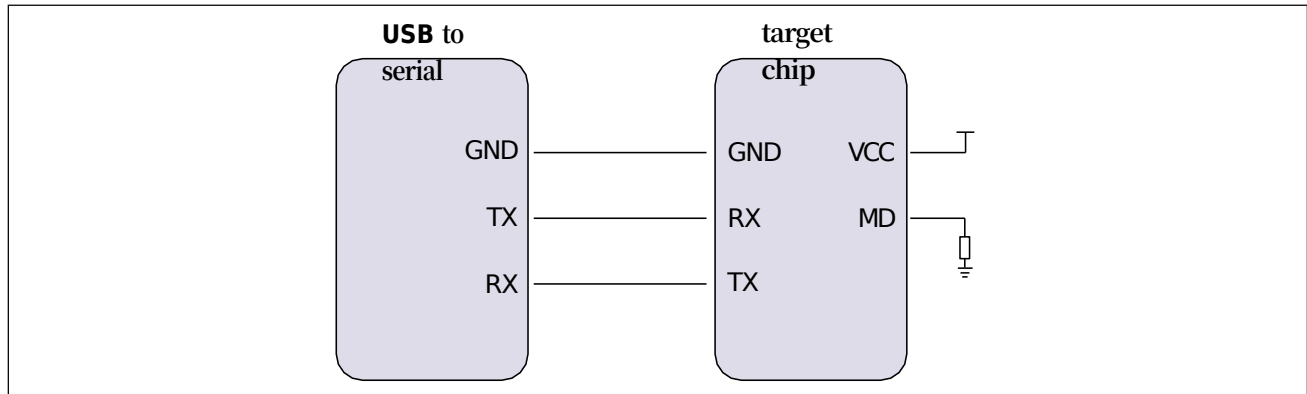 USB to
serial
target
chip
GND
TX
RX
GND
VCC
RX
MD
TX